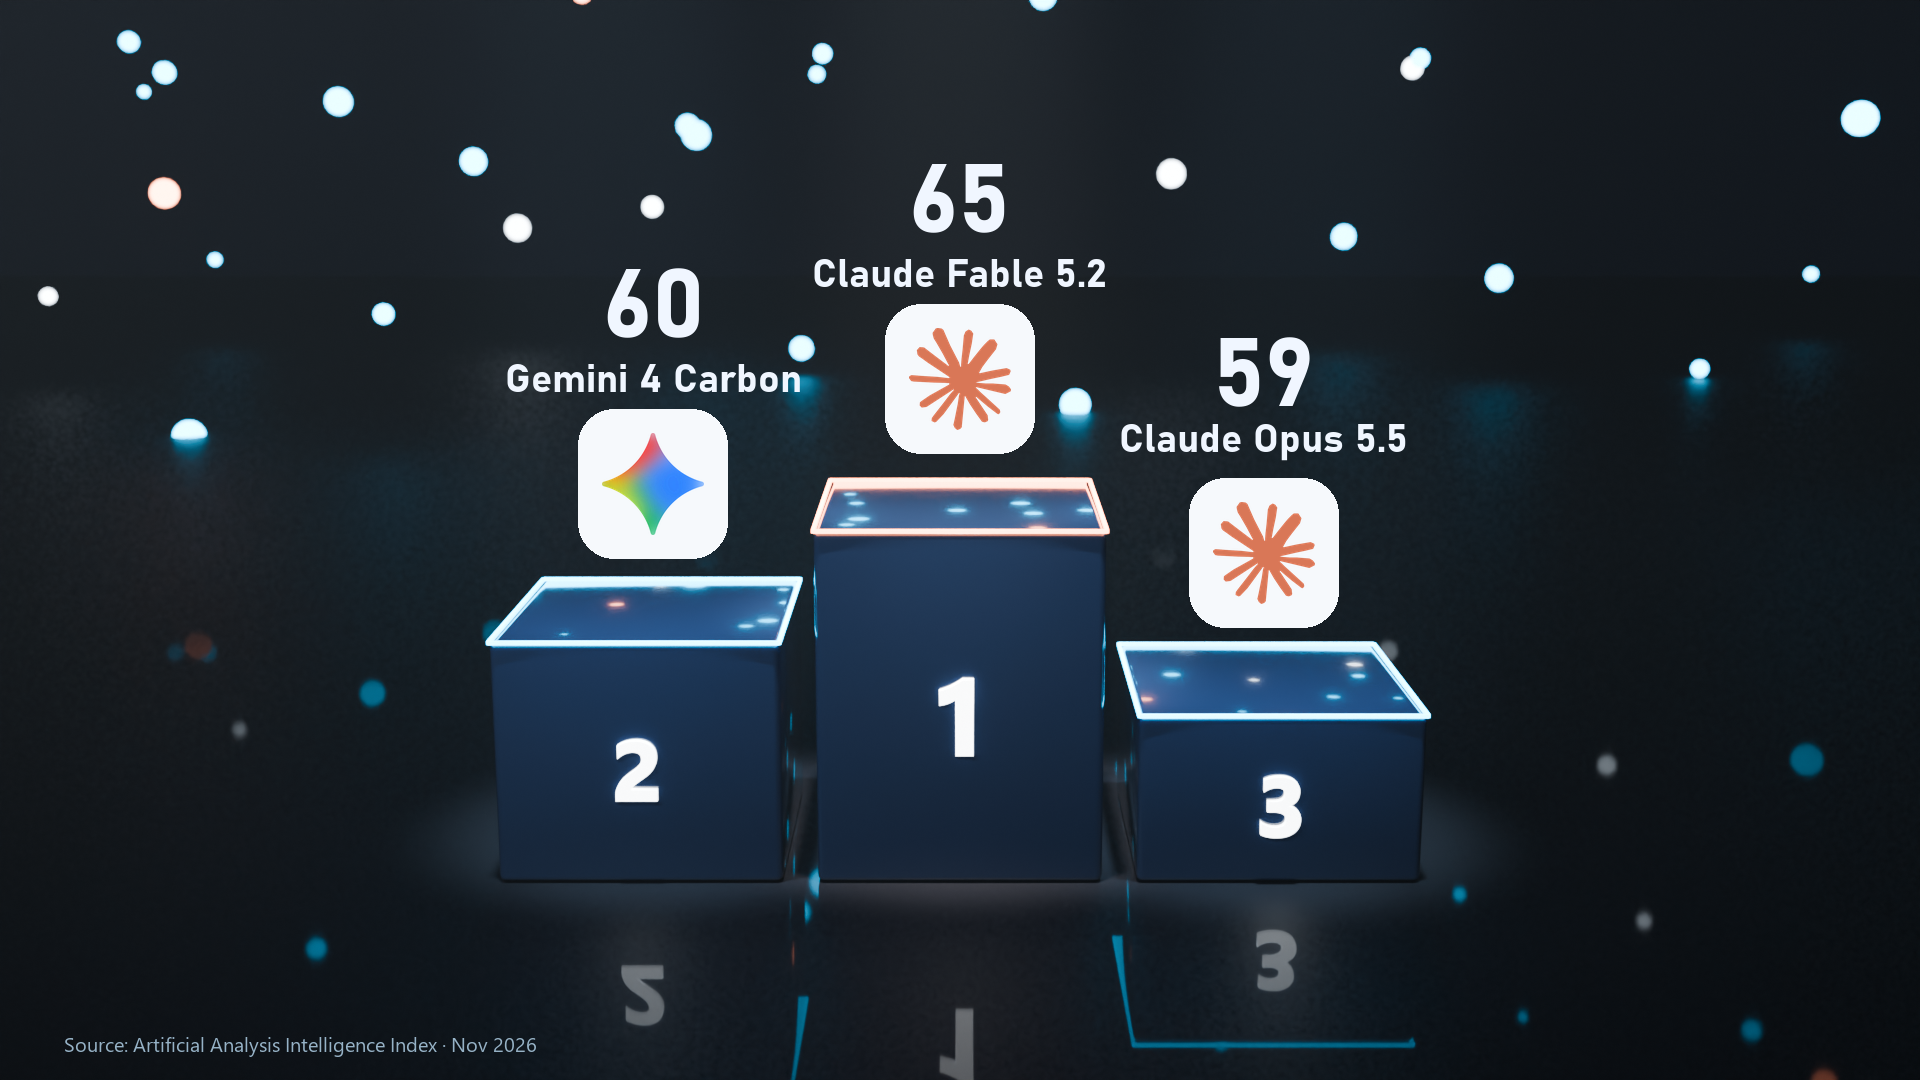 65
Claude Fable 5.2
60
Gemini 4 Carbon
59
Claude Opus 5.5
1
2
3
Source: Artificial Analysis Intelligence Index · Nov 2026